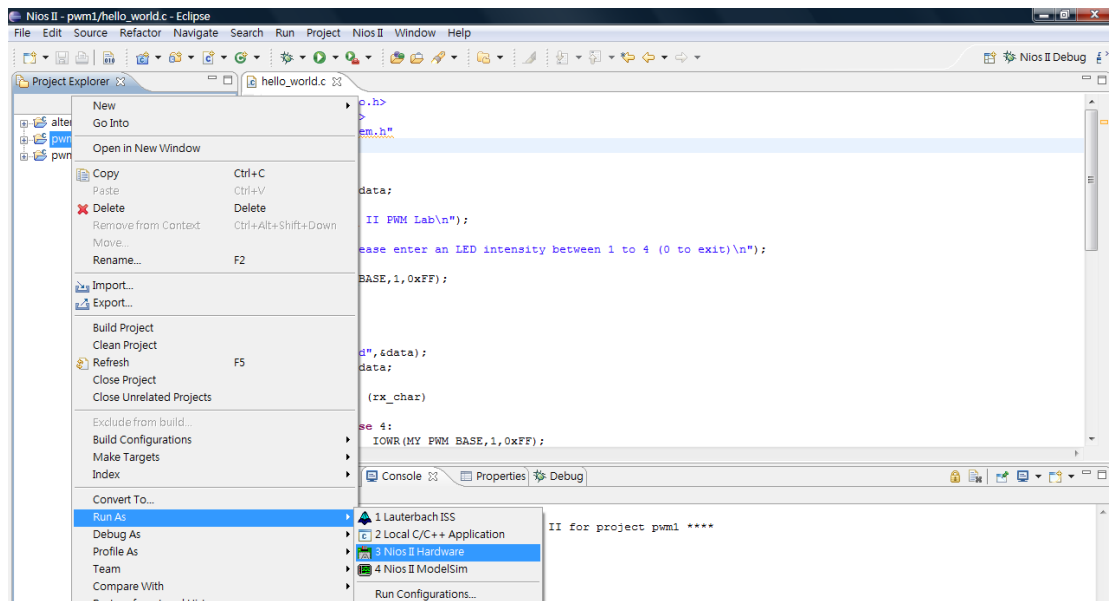 Nios II - pwm1/hello_world.c - Eclipse
File Edit Source Refactor Navigate Search Run Project Nios II Window Help
Nios II Debug
Project Explorer
hello_world.c
New
Go Into
Open in New Window
Copy Ctrl+C
Paste Ctrl+V
Delete Delete
Remove from Context Ctrl+Alt+Shift+Down
Move...
Rename... F2
Import...
Export...
Build Project
Clean Project
Refresh F5
Close Project
Close Unrelated Projects
Exclude from build...
Build Configurations
Make Targets
Index
Convert To...
Run As
Debug As
Profile As
Team
Compare With
alter
pwm
pwm
o.h>
>
em.h"
data;
II PWM Lab\n");
ease enter an LED intensity between 1 to 4 (0 to exit)\n");
BASE,1,0xFF);
d",&data);
data;
(rx_char)
se 4:
IOWR(MY_PWM_BASE,1,0xFF);
Console Properties Debug
II for project pwm1 ****
1 Lauterbach ISS
2 Local C/C++ Application
3 Nios II Hardware
4 Nios II ModelSim
Run Configurations...